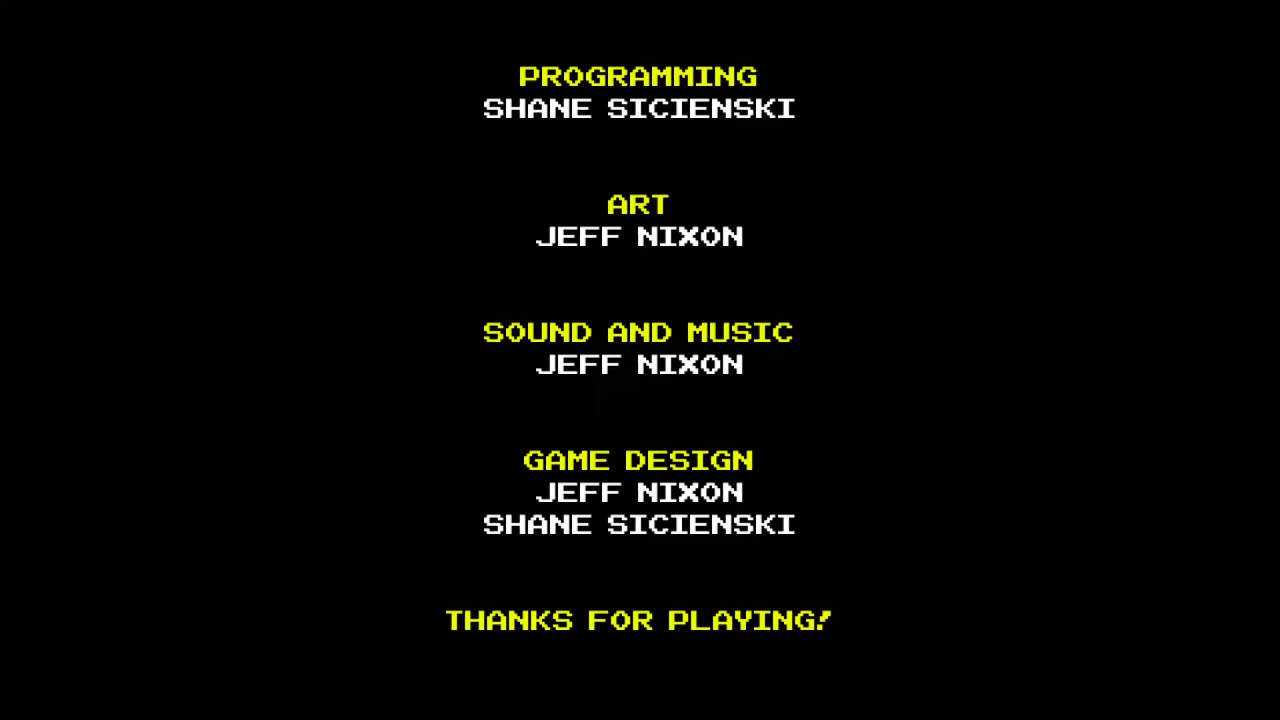 PROGRAMMING
SHANE SICIENSKI
ART
JEFF NIXON
SOUND AND MUSIC
JEFF NIXON
GAME DESIGN
JEFF NIXON
SHANE SICIENSKI
THANKS FOR PLAYING!